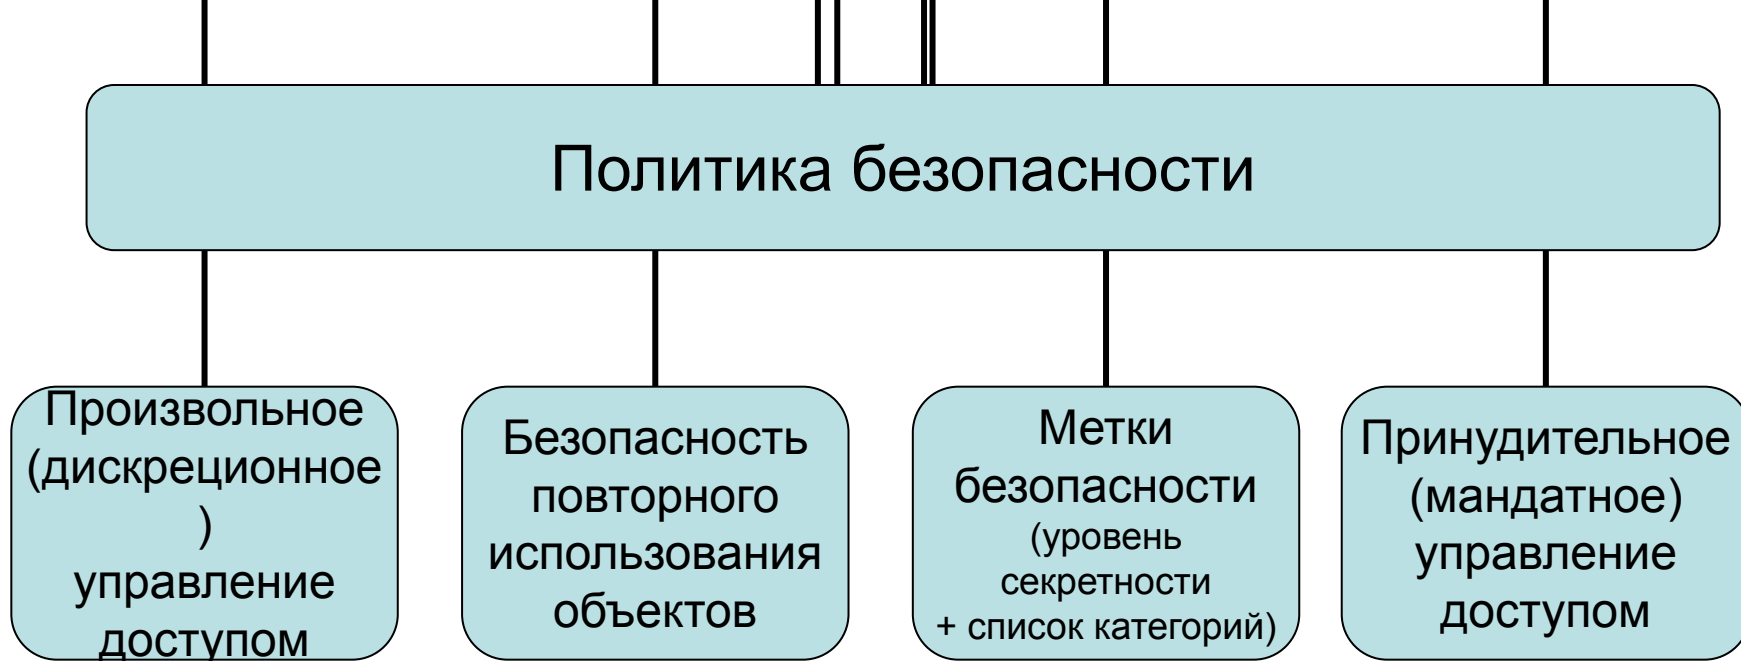 Политика безопасности
Произвольное
(дискреционное
)
управление
доступом
Безопасность
повторного
использования
объектов
Метки
безопасности
(уровень
секретности
+ список категорий)
Принудительное
(мандатное)
управление
доступом